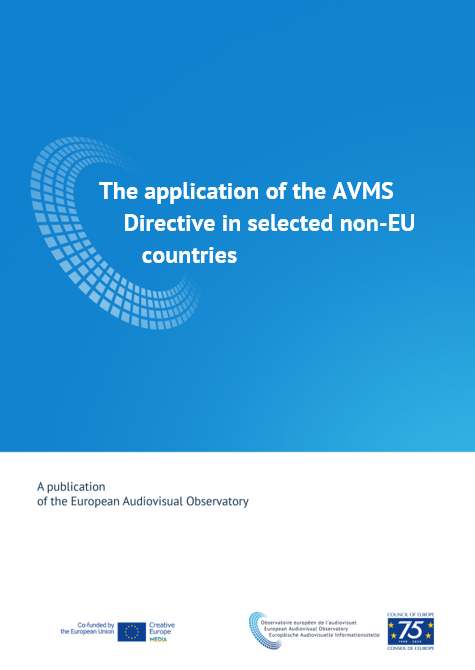 The application of the AVMS
Directive in selected non-EU
countries
A publication
of the European Audiovisual Observatory
Co-funded by
the European Union
Creative
Europe
MEDIA
Observatoire européen de l'audiovisuel
European Audiovisual Observatory
Europäische Audiovisuelle Informationsstelle
COUNCIL OF EUROPE
75
1949 - 2024
CONSEIL DE L'EUROPE